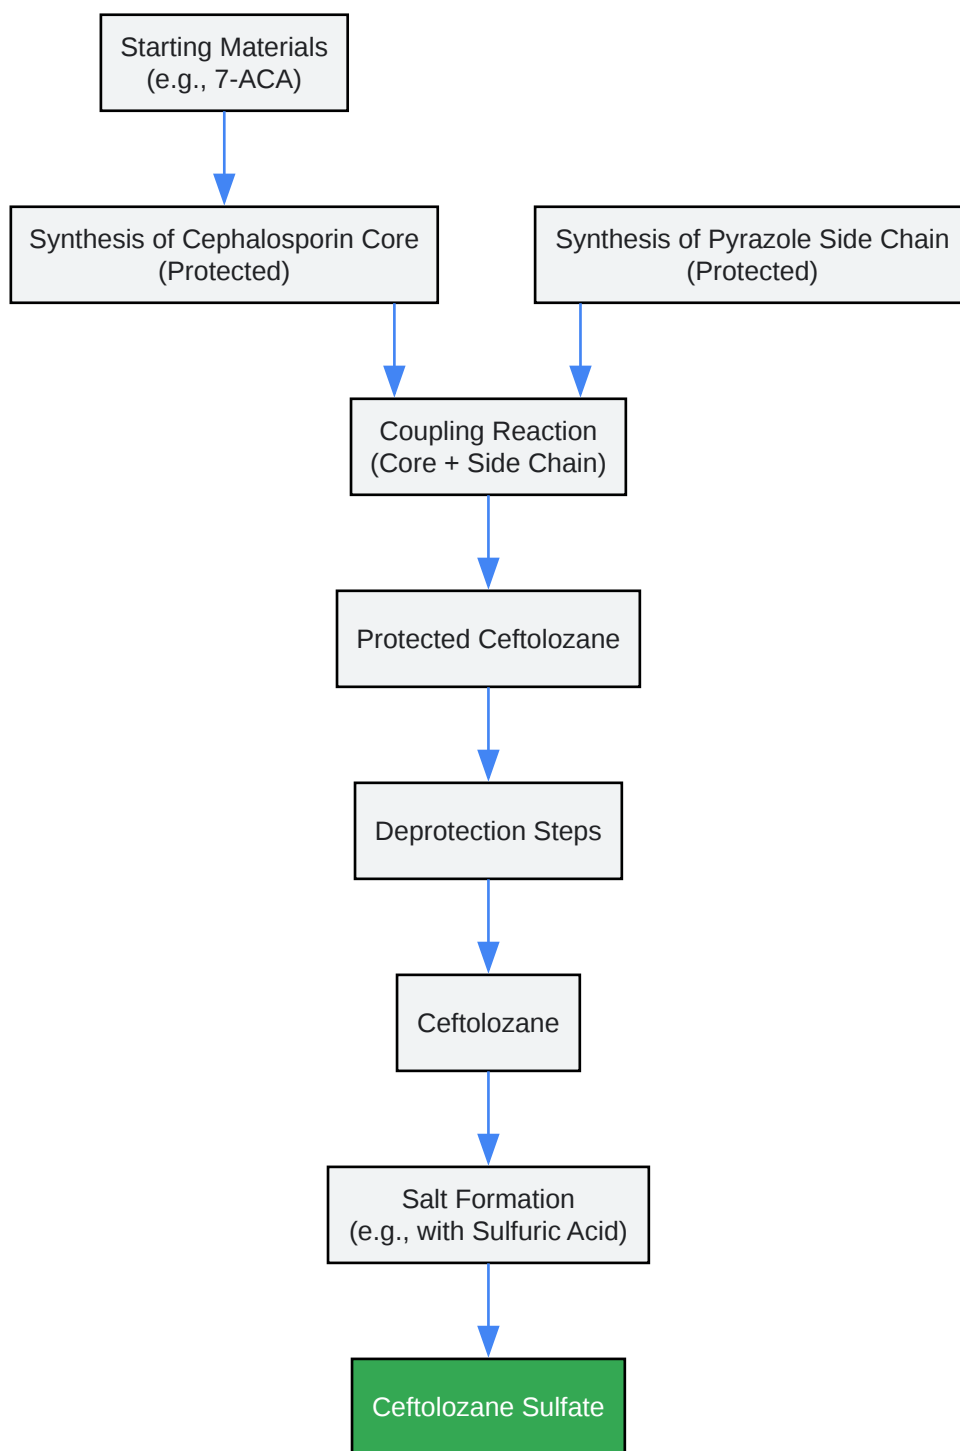 Starting Materials
(e.g., 7-ACA)
Synthesis of Cephalosporin Core
(Protected)
Synthesis of Pyrazole Side Chain
(Protected)
Coupling Reaction
(Core + Side Chain)
Protected Ceftolozane
Deprotection Steps
Ceftolozane
Salt Formation
(e.g., with Sulfuric Acid)
Ceftolozane Sulfate